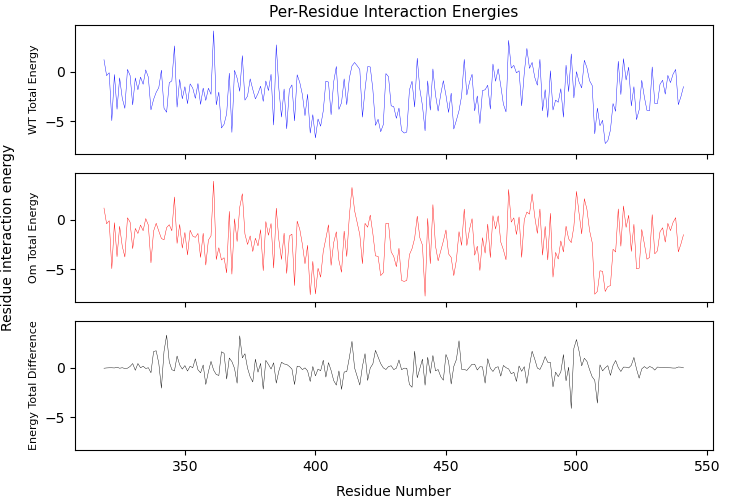 Per-Residue Interaction Energies
Residue interaction energy
WT Total Energy
0
−5
Om Total Energy
0
−5
Energy Total Difference
0
−5
350 400 450 500 550
Residue Number